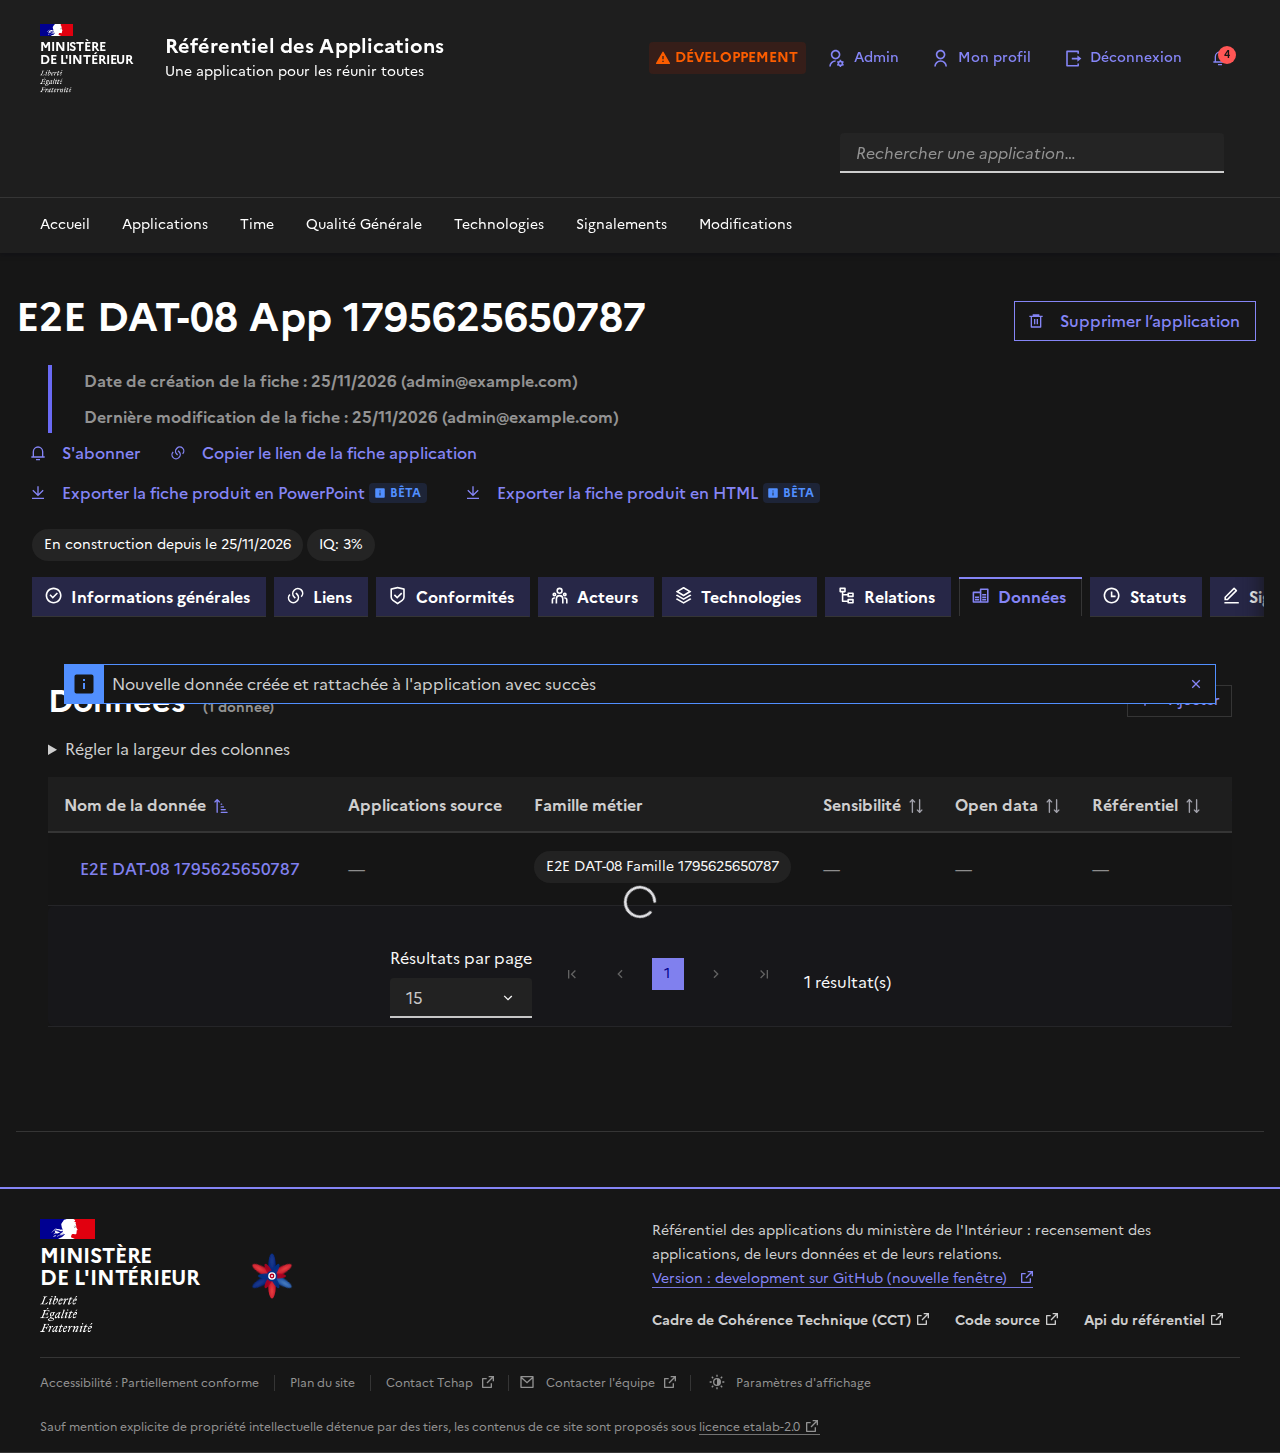 MINISTÈRE
DE L'INTÉRIEUR
Liberté
Égalité
Fraternité
Référentiel des Applications
Une application pour les réunir toutes
DÉVELOPPEMENT
Admin
Mon profil
Déconnexion
4
Rechercher une application...
Accueil
Applications
Time
Qualité Générale
Technologies
Signalements
Modifications
E2E DAT-08 App 1795625650787
Supprimer l'application
Date de création de la fiche : 25/11/2026 (admin@example.com)
Dernière modification de la fiche : 25/11/2026 (admin@example.com)
S'abonner
Copier le lien de la fiche application
Exporter la fiche produit en PowerPoint
BÊTA
Exporter la fiche produit en HTML
BÊTA
En construction depuis le 25/11/2026
IQ: 3%
Informations générales
Liens
Conformités
Acteurs
Technologies
Relations
Données
Statuts
Nouvelle donnée créée et rattachée à l'application avec succès
Données (1 donnée)
Ajouter
Régler la largeur des colonnes
Nom de la donnée
Applications source
Famille métier
Sensibilité
Open data
Référentiel
E2E DAT-08 1795625650787
—
E2E DAT-08 Famille 1795625650787
—
—
—
Résultats par page
15
1
1 résultat(s)
MINISTÈRE
DE L'INTÉRIEUR
Liberté
Égalité
Fraternité
Référentiel des applications du ministère de l'Intérieur : recensement des
applications, de leurs données et de leurs relations.
Version : development sur GitHub (nouvelle fenêtre)
Cadre de Cohérence Technique (CCT)
Code source
Api du référentiel
Accessibilité : Partiellement conforme
Plan du site
Contact Tchap
Contacter l'équipe
Paramètres d'affichage
Sauf mention explicite de propriété intellectuelle détenue par des tiers, les contenus de ce site sont proposés sous licence etalab-2.0